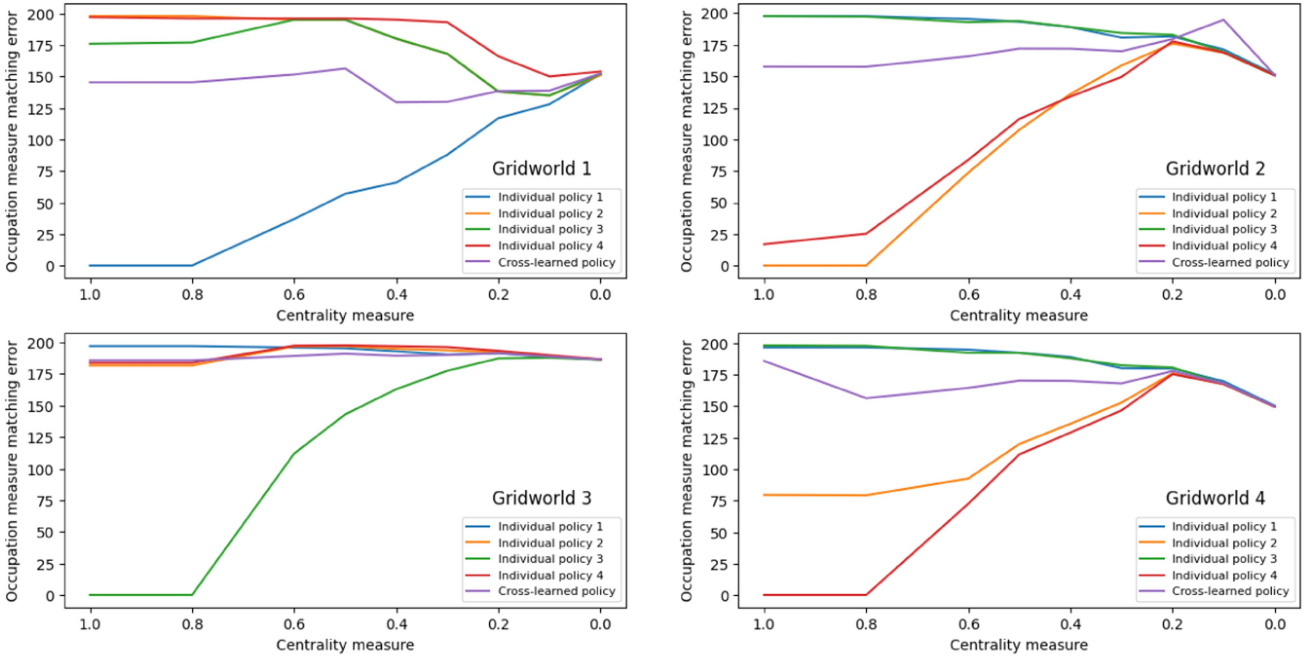 200
175
150
125
100
75
50
25
0
Occupation measure matching error
Gridworld 1
Individual policy 1
Individual policy 2
Individual policy 3
Individual policy 4
Cross-learned policy
1.0 0.8 0.6 0.4 0.2 0.0
Centrality measure
200
175
150
125
100
75
50
25
0
Occupation measure matching error
Gridworld 2
Individual policy 1
Individual policy 2
Individual policy 3
Individual policy 4
Cross-learned policy
1.0 0.8 0.6 0.4 0.2 0.0
Centrality measure
200
175
150
125
100
75
50
25
0
Occupation measure matching error
Gridworld 3
Individual policy 1
Individual policy 2
Individual policy 3
Individual policy 4
Cross-learned policy
1.0 0.8 0.6 0.4 0.2 0.0
Centrality measure
200
175
150
125
100
75
50
25
0
Occupation measure matching error
Gridworld 4
Individual policy 1
Individual policy 2
Individual policy 3
Individual policy 4
Cross-learned policy
1.0 0.8 0.6 0.4 0.2 0.0
Centrality measure